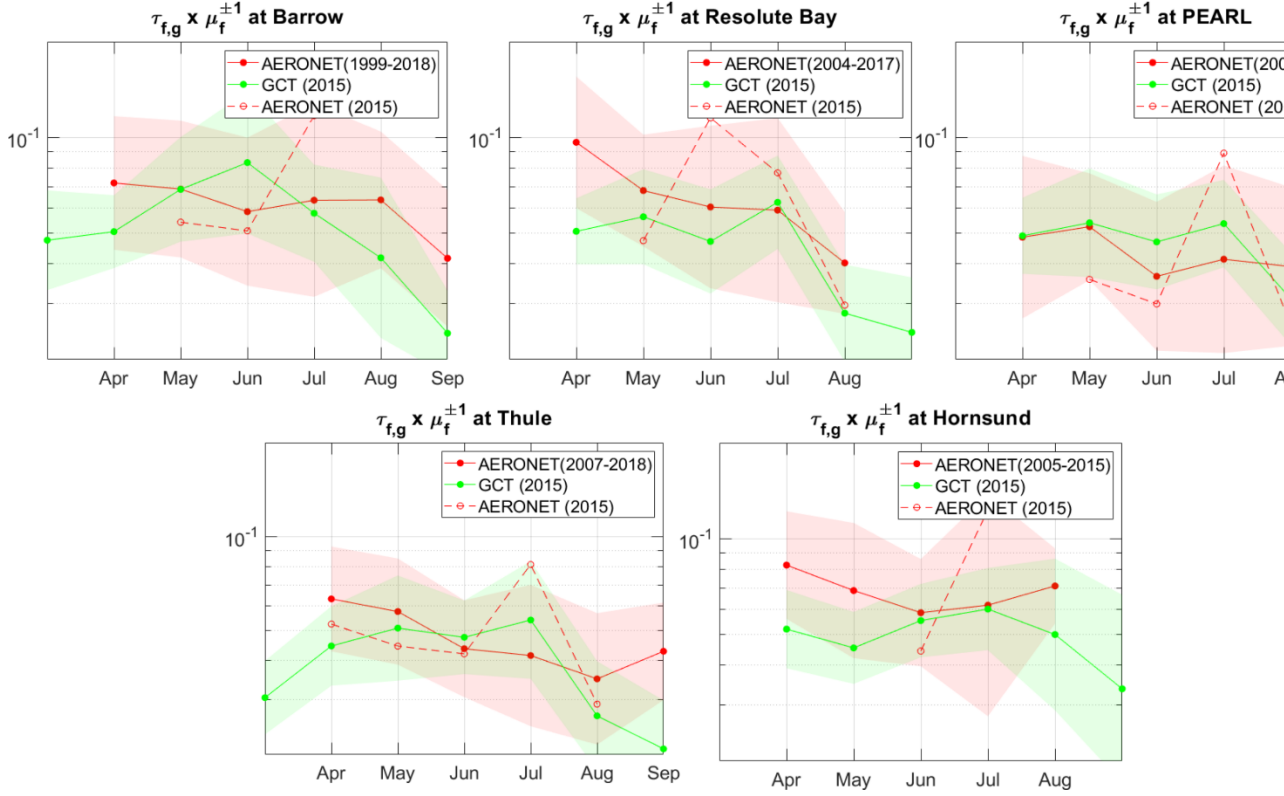 τf,g x μf±1 at Barrow
AERONET(1999-2018)
GCT (2015)
AERONET (2015)
10-1
Apr May Jun Jul Aug Sep
τf,g x μf±1 at Resolute Bay
AERONET(2004-2017)
GCT (2015)
AERONET (2015)
10-1
Apr May Jun Jul Aug
τf,g x μf±1 at PEARL
AERONET(200
GCT (2015)
AERONET (20
10-1
Apr May Jun Jul A
τf,g x μf±1 at Thule
AERONET(2007-2018)
GCT (2015)
AERONET (2015)
10-1
Apr May Jun Jul Aug Sep
τf,g x μf±1 at Hornsund
AERONET(2005-2015)
GCT (2015)
AERONET (2015)
10-1
Apr May Jun Jul Aug